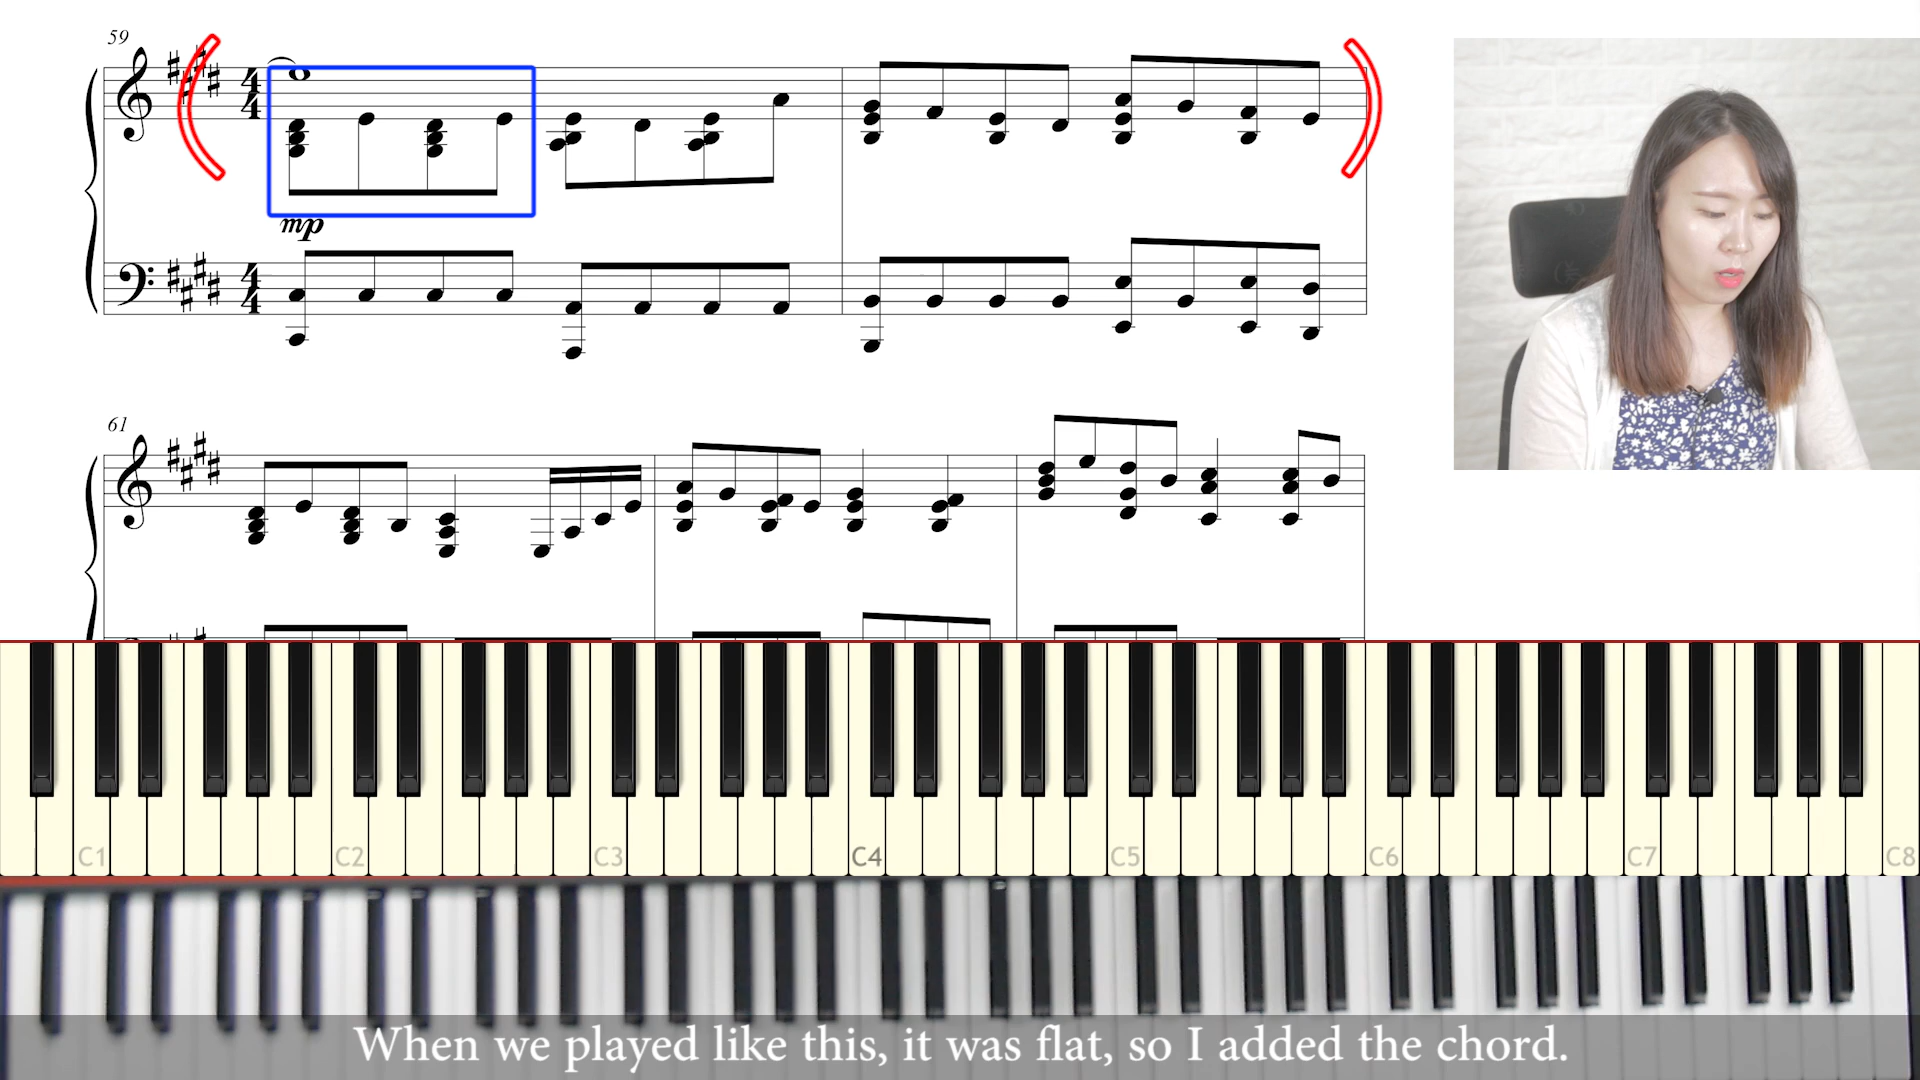 59
mp
61
C1 C2 C3 C4 C5 C6 C7 C8
When we played like this, it was flat, so I added the chord.